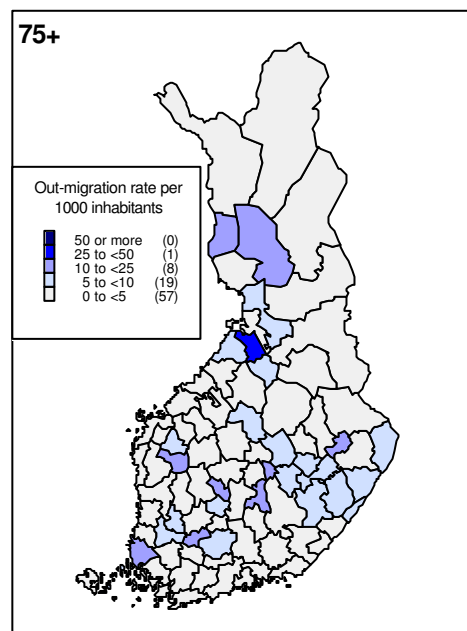 75+
Out-migration rate per
1000 inhabitants
50 or more (0)
25 to <50 (1)
10 to <25 (8)
5 to <10 (19)
0 to <5 (57)